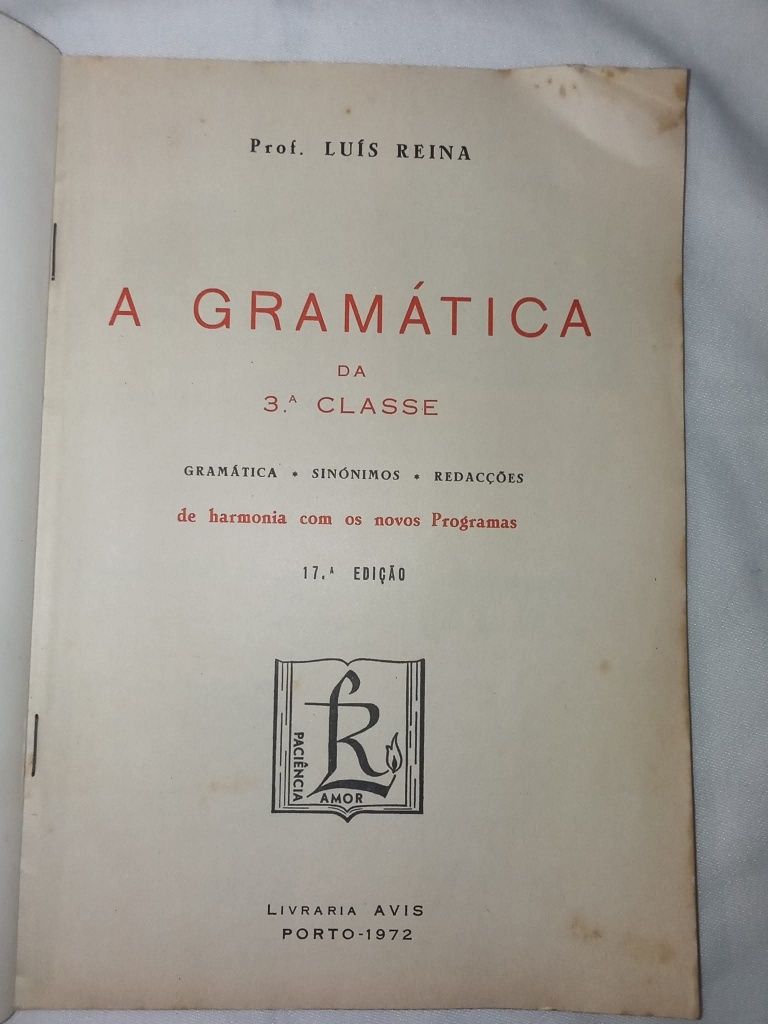 Prof. LUÍS REINA
A GRAMÁTICA
DA
3.ª CLASSE
GRAMÁTICA * SINÓNIMOS * REDACÇÕES
de harmonia com os novos Programas
17.ª EDIÇÃO
LR
PACIÊNCIA
AMOR
LIVRARIA AVIS
PORTO-1972